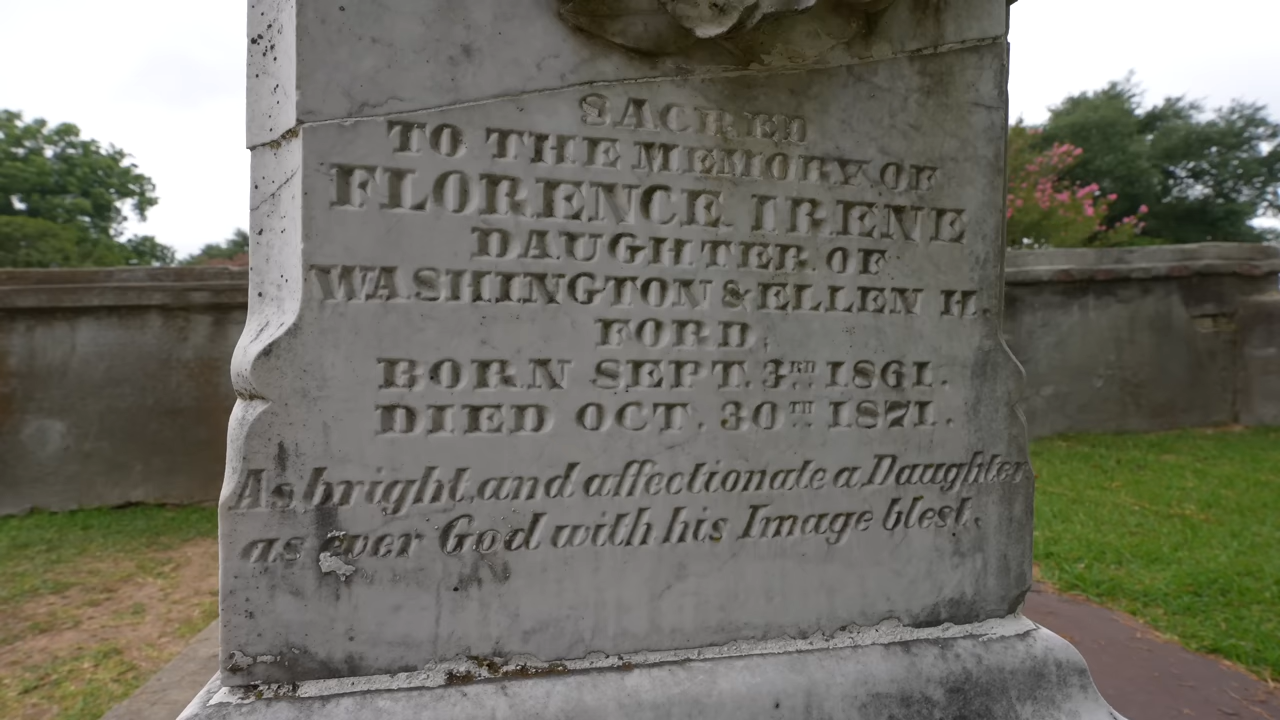 SACRED
TO THE MEMORY OF
FLORENCE IRENE
DAUGHTER OF
WASHINGTON & ELLEN H.
FORD.
BORN SEPT. 3RD 1861.
DIED OCT. 30TH 1871.
As bright, and affectionate a Daughter
as ever God with his Image blest.